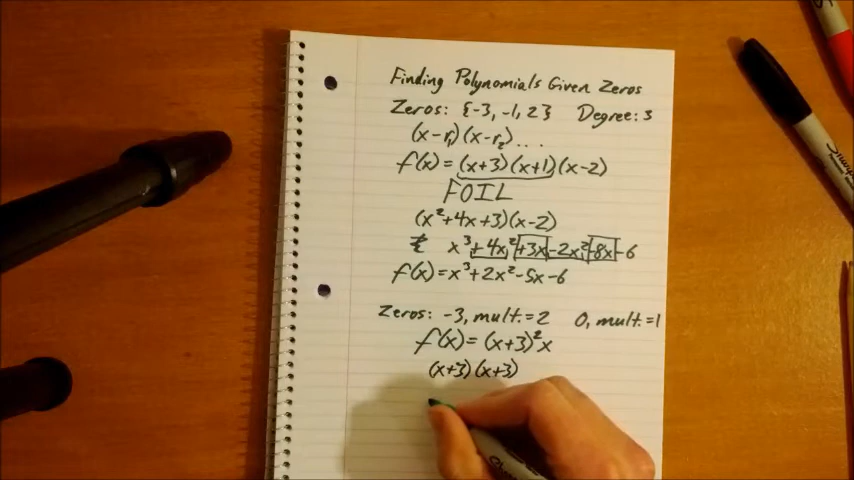 Finding Polynomials Given Zeros
Zeros: {-3, -1, 2} Degree: 3
(x-r₁)(x-r₂)...
f(x)=(x+3)(x+1)(x-2)
FOIL
(x²+4x+3)(x-2)
x³+4x²+3x-2x²-8x-6
f(x)=x³+2x²-5x-6
Zeros: -3, mult.=2 0, mult.=1
f(x)=(x+3)²x
(x+3)(x+3)